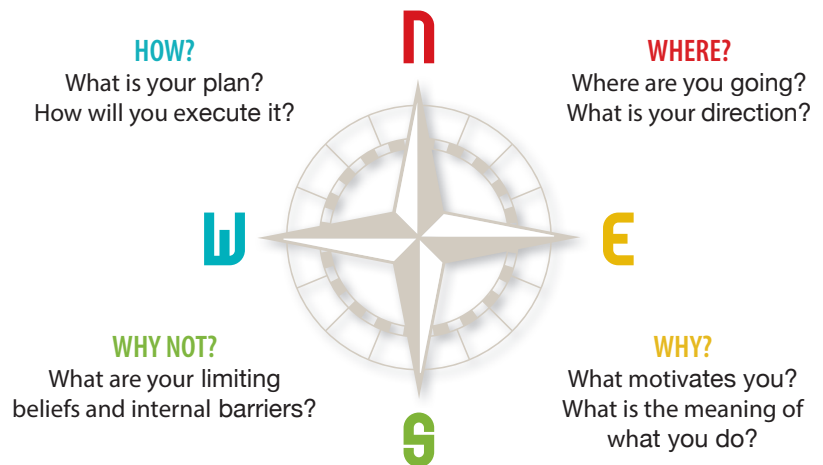 N
HOW?
What is your plan?
How will you execute it?
WHERE?
Where are you going?
What is your direction?
W
E
WHY NOT?
What are your limiting
beliefs and internal barriers?
WHY?
What motivates you?
What is the meaning of
what you do?
S